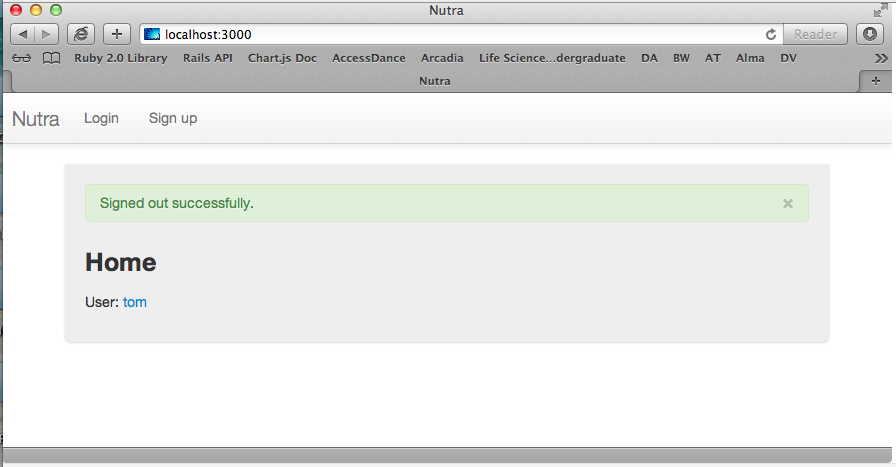 Nutra
localhost:3000
Reader
Ruby 2.0 Library Rails API Chart.js Doc AccessDance Arcadia Life Science...dergraduate DA BW AT Alma DV
Nutra
Nutra Login Sign up
Signed out successfully. ×
Home
User: tom